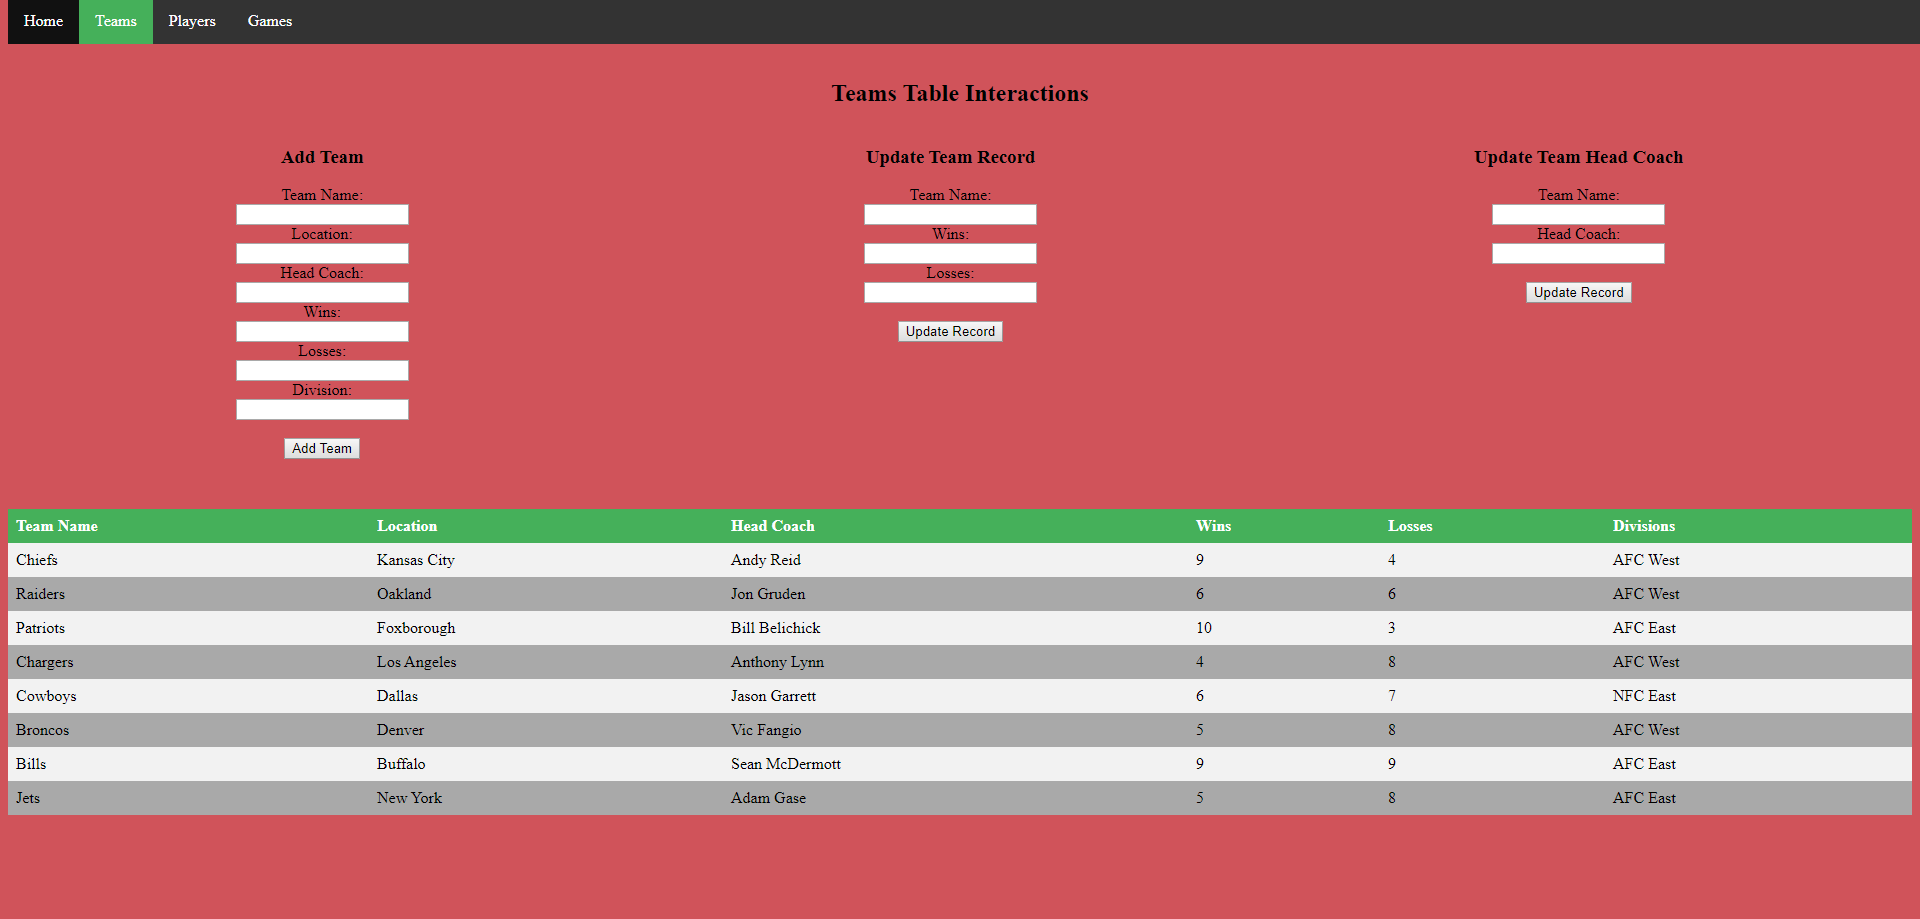 Home Teams Players Games
Teams Table Interactions
Add Team
Team Name:
Location:
Head Coach:
Wins:
Losses:
Division:
Add Team
Update Team Record
Team Name:
Wins:
Losses:
Update Record
Update Team Head Coach
Team Name:
Head Coach:
Update Record
Team Name Location Head Coach Wins Losses Divisions
Chiefs Kansas City Andy Reid 9 4 AFC West
Raiders Oakland Jon Gruden 6 6 AFC West
Patriots Foxborough Bill Belichick 10 3 AFC East
Chargers Los Angeles Anthony Lynn 4 8 AFC West
Cowboys Dallas Jason Garrett 6 7 NFC East
Broncos Denver Vic Fangio 5 8 AFC West
Bills Buffalo Sean McDermott 9 9 AFC East
Jets New York Adam Gase 5 8 AFC East